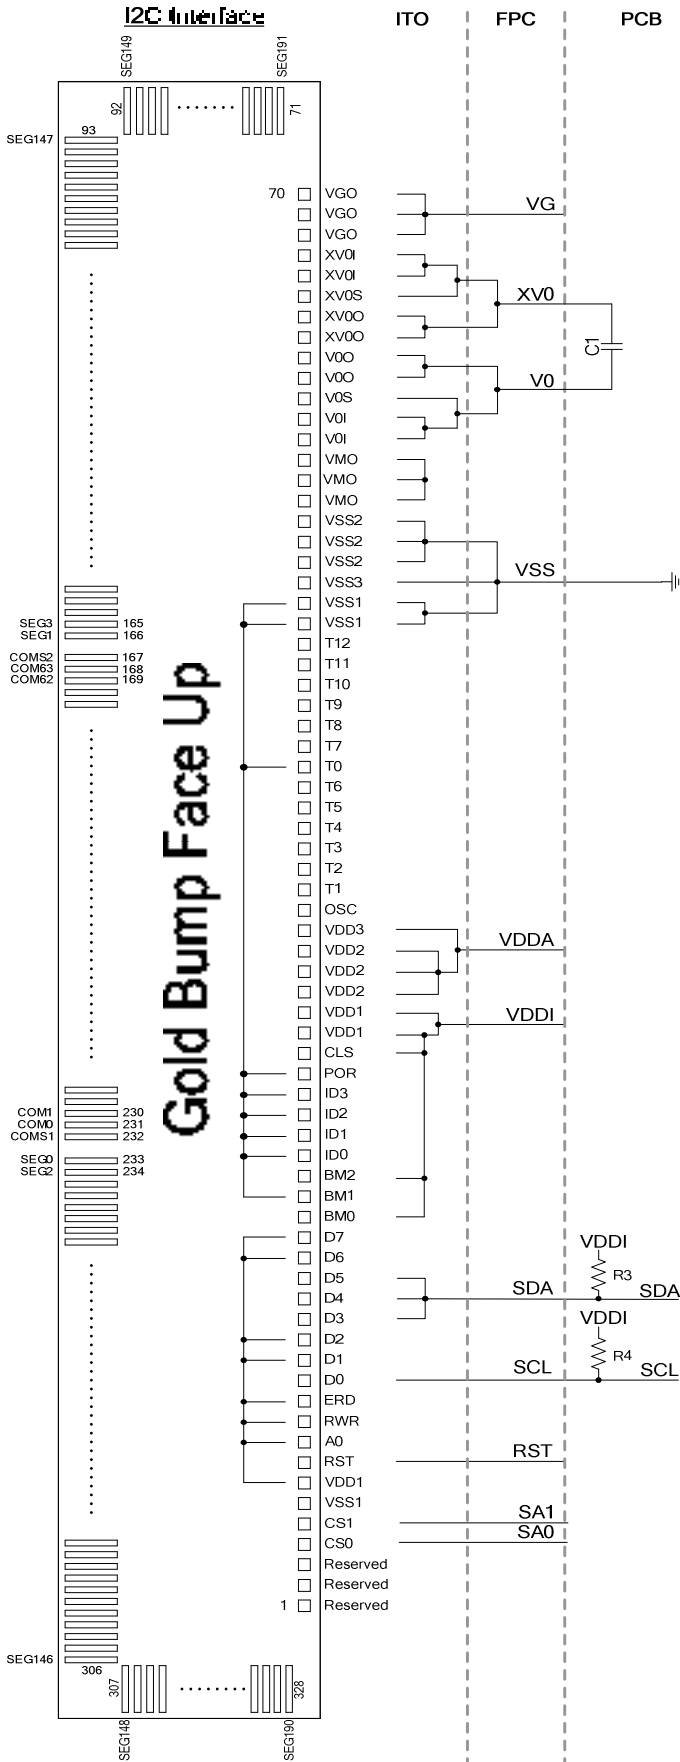 I2C Interface
ITO FPC PCB
SEG149 SEG191
92 71
93
SEG147
70 VGO
VGO VG
VGO
XV0I
XV0I
XV0S XV0
XV0O
XV0O
C1
V0O
V0O V0
V0S
V0I
V0I
VMO
VMO
VMO
VSS2
VSS2
VSS2
VSS3 VSS
VSS1
SEG3 165 VSS1
SEG1 166
T12
COMS2 167 T11
COM63 168
COM62 169 T10
T9
T8
T7
T0
T6
T5
T4
T3
T2
T1
Gold Bump Face Up
OSC
VDD3
VDD2 VDDA
VDD2
VDD2
VDD1 VDDI
VDD1
CLS
POR
ID3
COM1 230 ID2
COM0 231
COMS1 232 ID1
SEG0 233 ID0
SEG2 234 BM2
BM1
BM0
D7 VDDI
D6
D5 R3
D4 SDA SDA
D3 VDDI
D2
D1 R4
D0 SCL SCL
ERD
RWR
A0
RST RST
VDD1
VSS1
CS1 SA1
CS0 SA0
Reserved
Reserved
1 Reserved
SEG146
306
307 328
SEG148 SEG190